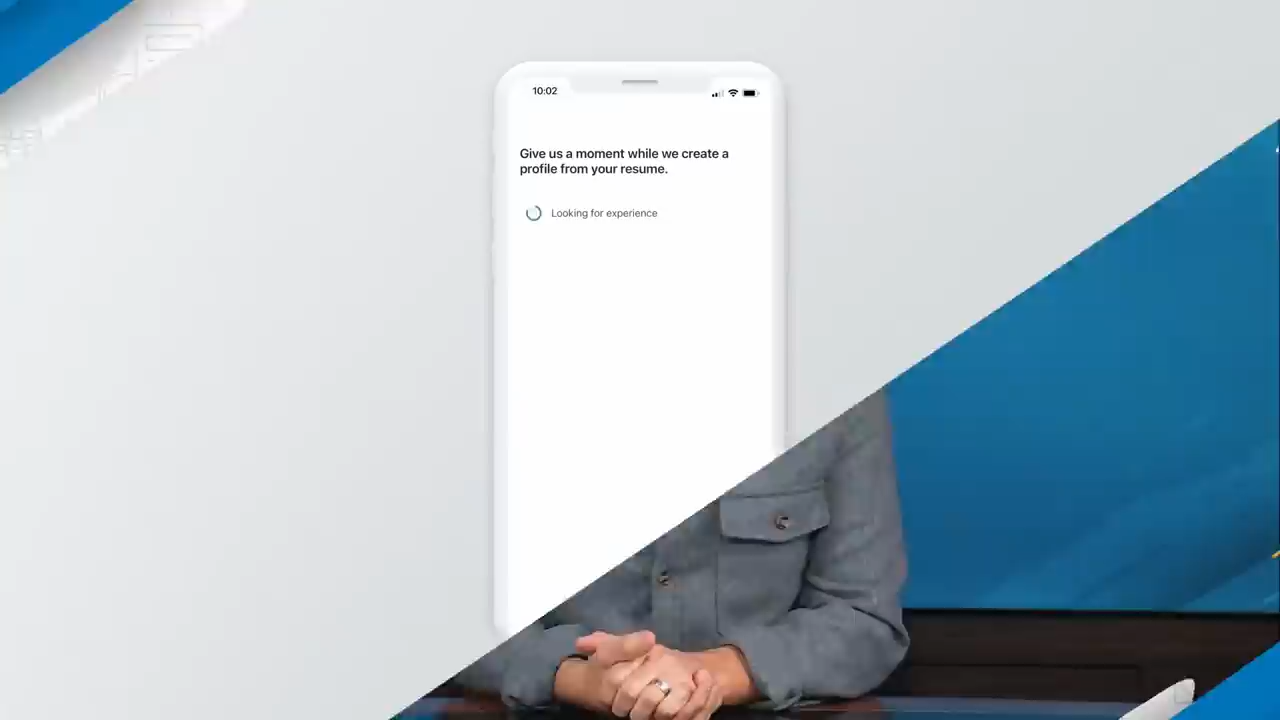 10:02
Give us a moment while we create a
profile from your resume.
Looking for experience